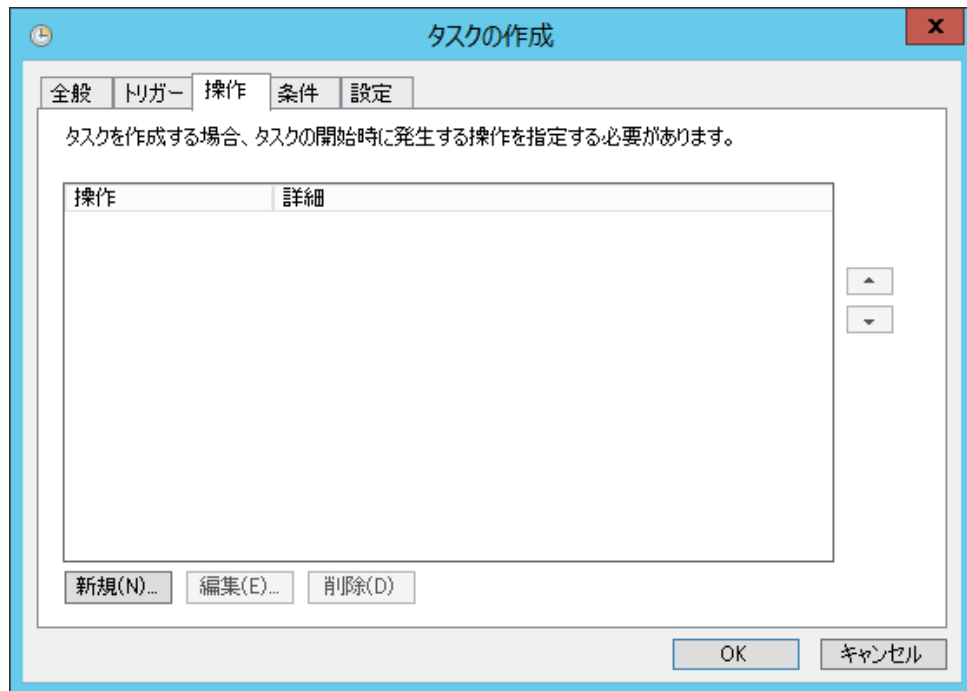 タスクの作成
全般 トリガー 操作 条件 設定
タスクを作成する場合、タスクの開始時に発生する操作を指定する必要があります。
操作 詳細
新規(N)... 編集(E)... 削除(D)
OK キャンセル